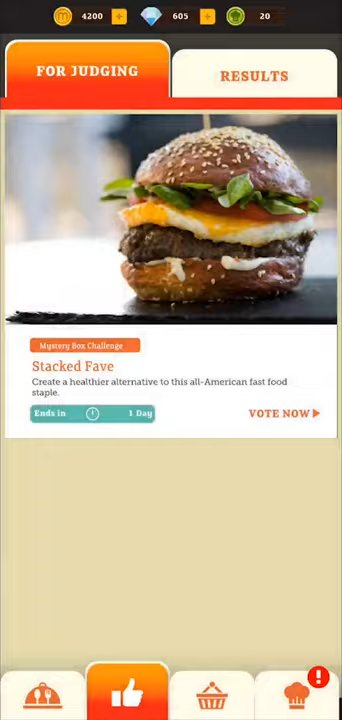 4200
605
20
FOR JUDGING
RESULTS
Mystery Box Challenge
Stacked Fave
Create a healthier alternative to this all-American fast food
staple.
Ends in 1 Day
VOTE NOW
!